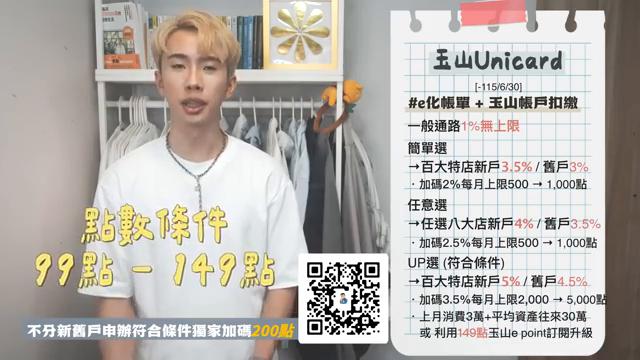 玉山Unicard
[-115/6/30]
#e化帳單 + 玉山帳戶扣繳
一般通路1%無上限
簡單選
→百大特店新戶3.5% / 舊戶3%
·加碼2%每月上限500 → 1,000點
任意選
→任選八大店新戶4% / 舊戶3.5%
·加碼2.5%每月上限500 → 1,000點
UP選 (符合條件)
→百大特店新戶5% / 舊戶4.5%
·加碼3.5%每月上限2,000 → 5,000點
·上月消費3萬+平均資產往來30萬
或 利用149點玉山e point訂閱升級
點數條件
99點 - 149點
不分新舊戶申辦符合條件獨家加碼200點